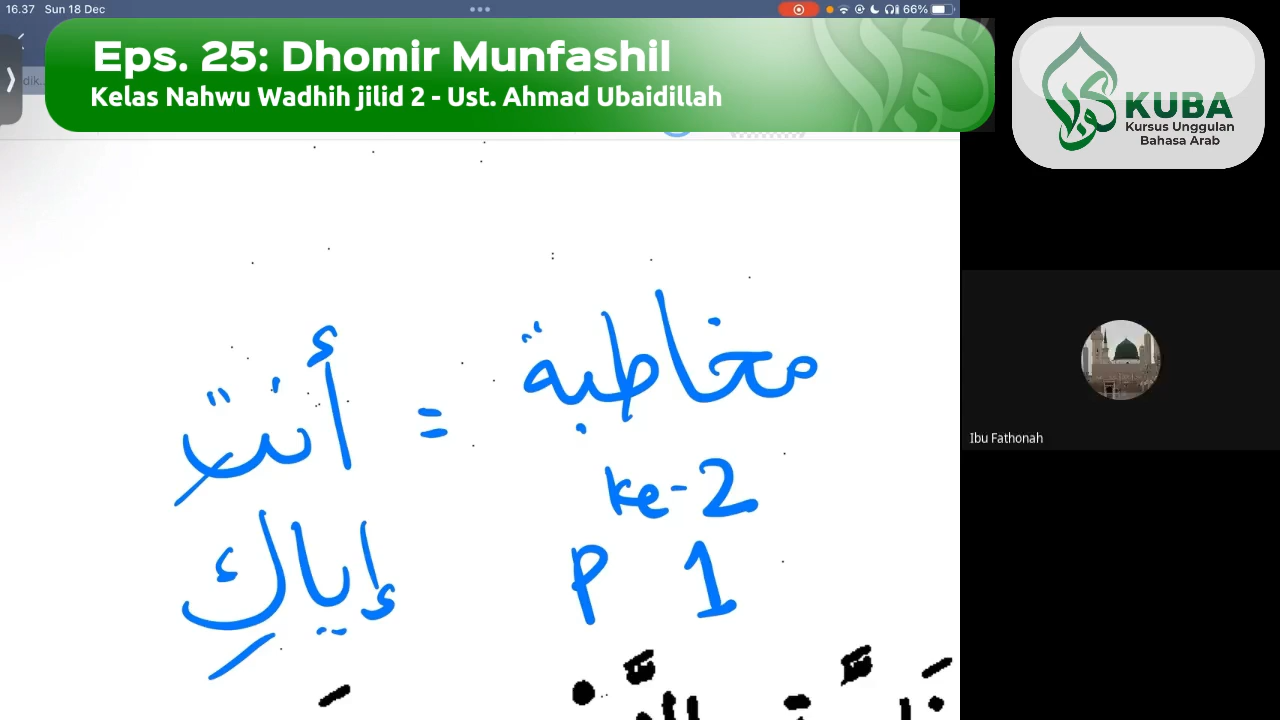 16.37 Sun 18 Dec
66%
Eps. 25: Dhomir Munfashil
Kelas Nahwu Wadhih jilid 2 - Ust. Ahmad Ubaidillah
KUBA
Kursus Unggulan
Bahasa Arab
مخاطبة = أنتِ
ke-2
إياكِ
P 1
Ibu Fathonah